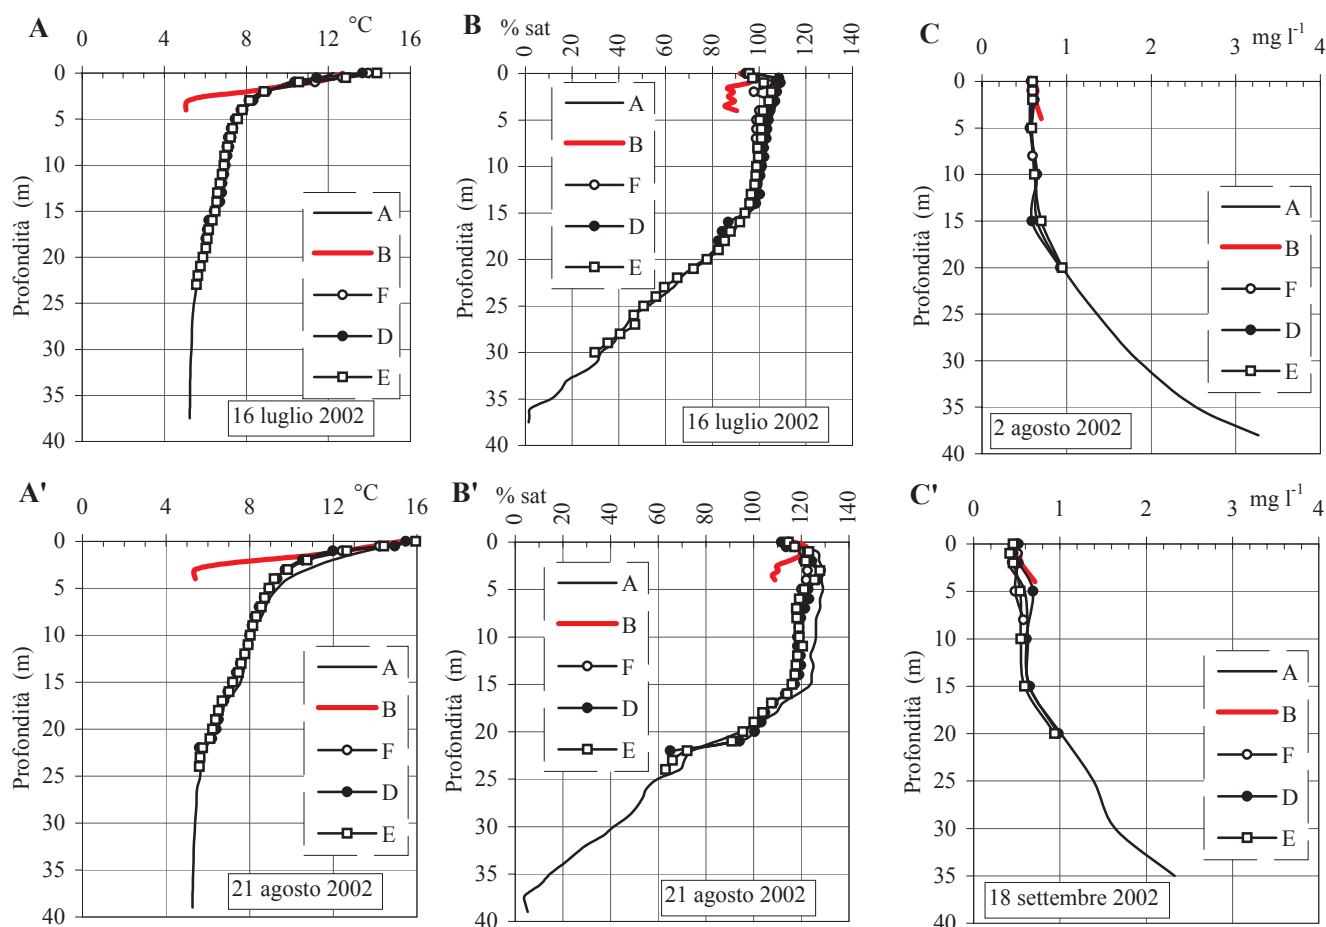 A
°C
0 4 8 12 16
0
5
10
15
20
25
30
35
40
Profondità (m)
A
B
F
D
E
16 luglio 2002
B
% sat
0 20 40 60 80 100 120 140
0
5
10
15
20
25
30
35
40
Profondità (m)
A
B
F
D
E
16 luglio 2002
C
mg l-1
0 1 2 3 4
0
5
10
15
20
25
30
35
40
Profondità (m)
A
B
F
D
E
2 agosto 2002
A'
°C
0 4 8 12 16
0
5
10
15
20
25
30
35
40
Profondità (m)
A
B
F
D
E
21 agosto 2002
B'
% sat
0 20 40 60 80 100 120 140
0
5
10
15
20
25
30
35
40
Profondità (m)
A
B
F
D
E
21 agosto 2002
C'
mg l-1
0 1 2 3 4
0
5
10
15
20
25
30
35
40
Profondità (m)
A
B
F
D
E
18 settembre 2002